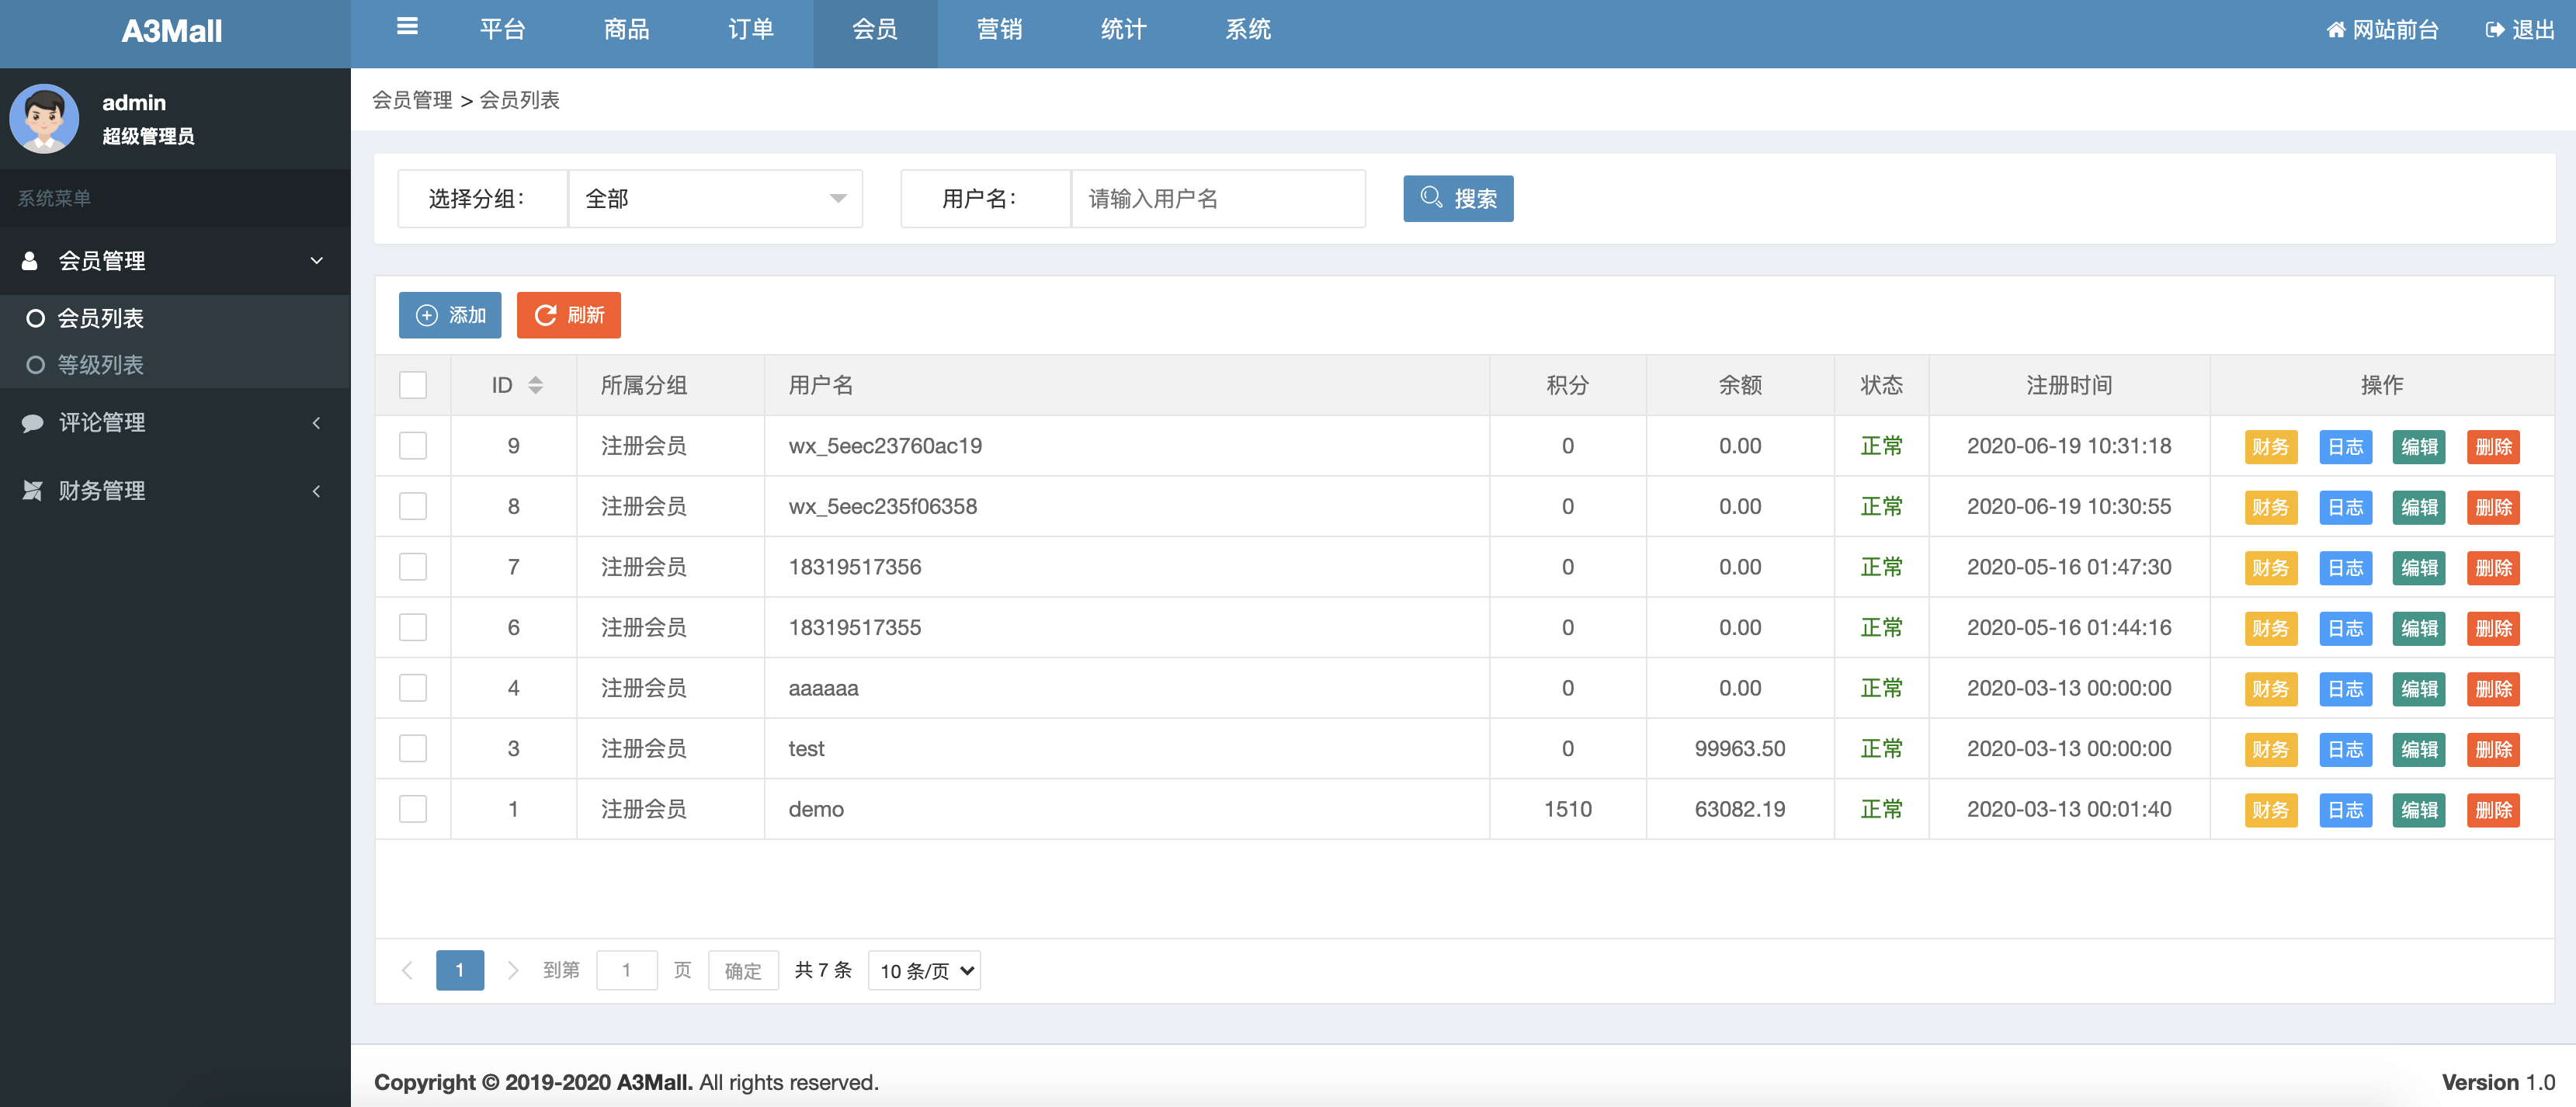 A3Mall 平台 商品 订单 会员 营销 统计 系统 网站前台 退出
admin
超级管理员
系统菜单
会员管理
会员列表
等级列表
评论管理
财务管理
会员管理 > 会员列表
选择分组: 全部 用户名: 请输入用户名 搜索
添加 刷新
ID 所属分组 用户名 积分 余额 状态 注册时间 操作
9 注册会员 wx_5eec23760ac19 0 0.00 正常 2020-06-19 10:31:18 财务 日志 编辑 删除
8 注册会员 wx_5eec235f06358 0 0.00 正常 2020-06-19 10:30:55 财务 日志 编辑 删除
7 注册会员 18319517356 0 0.00 正常 2020-05-16 01:47:30 财务 日志 编辑 删除
6 注册会员 18319517355 0 0.00 正常 2020-05-16 01:44:16 财务 日志 编辑 删除
4 注册会员 aaaaaa 0 0.00 正常 2020-03-13 00:00:00 财务 日志 编辑 删除
3 注册会员 test 0 99963.50 正常 2020-03-13 00:00:00 财务 日志 编辑 删除
1 注册会员 demo 1510 63082.19 正常 2020-03-13 00:01:40 财务 日志 编辑 删除
1 到第 1 页 确定 共 7 条 10 条/页
Copyright © 2019-2020 A3Mall. All rights reserved. Version 1.0